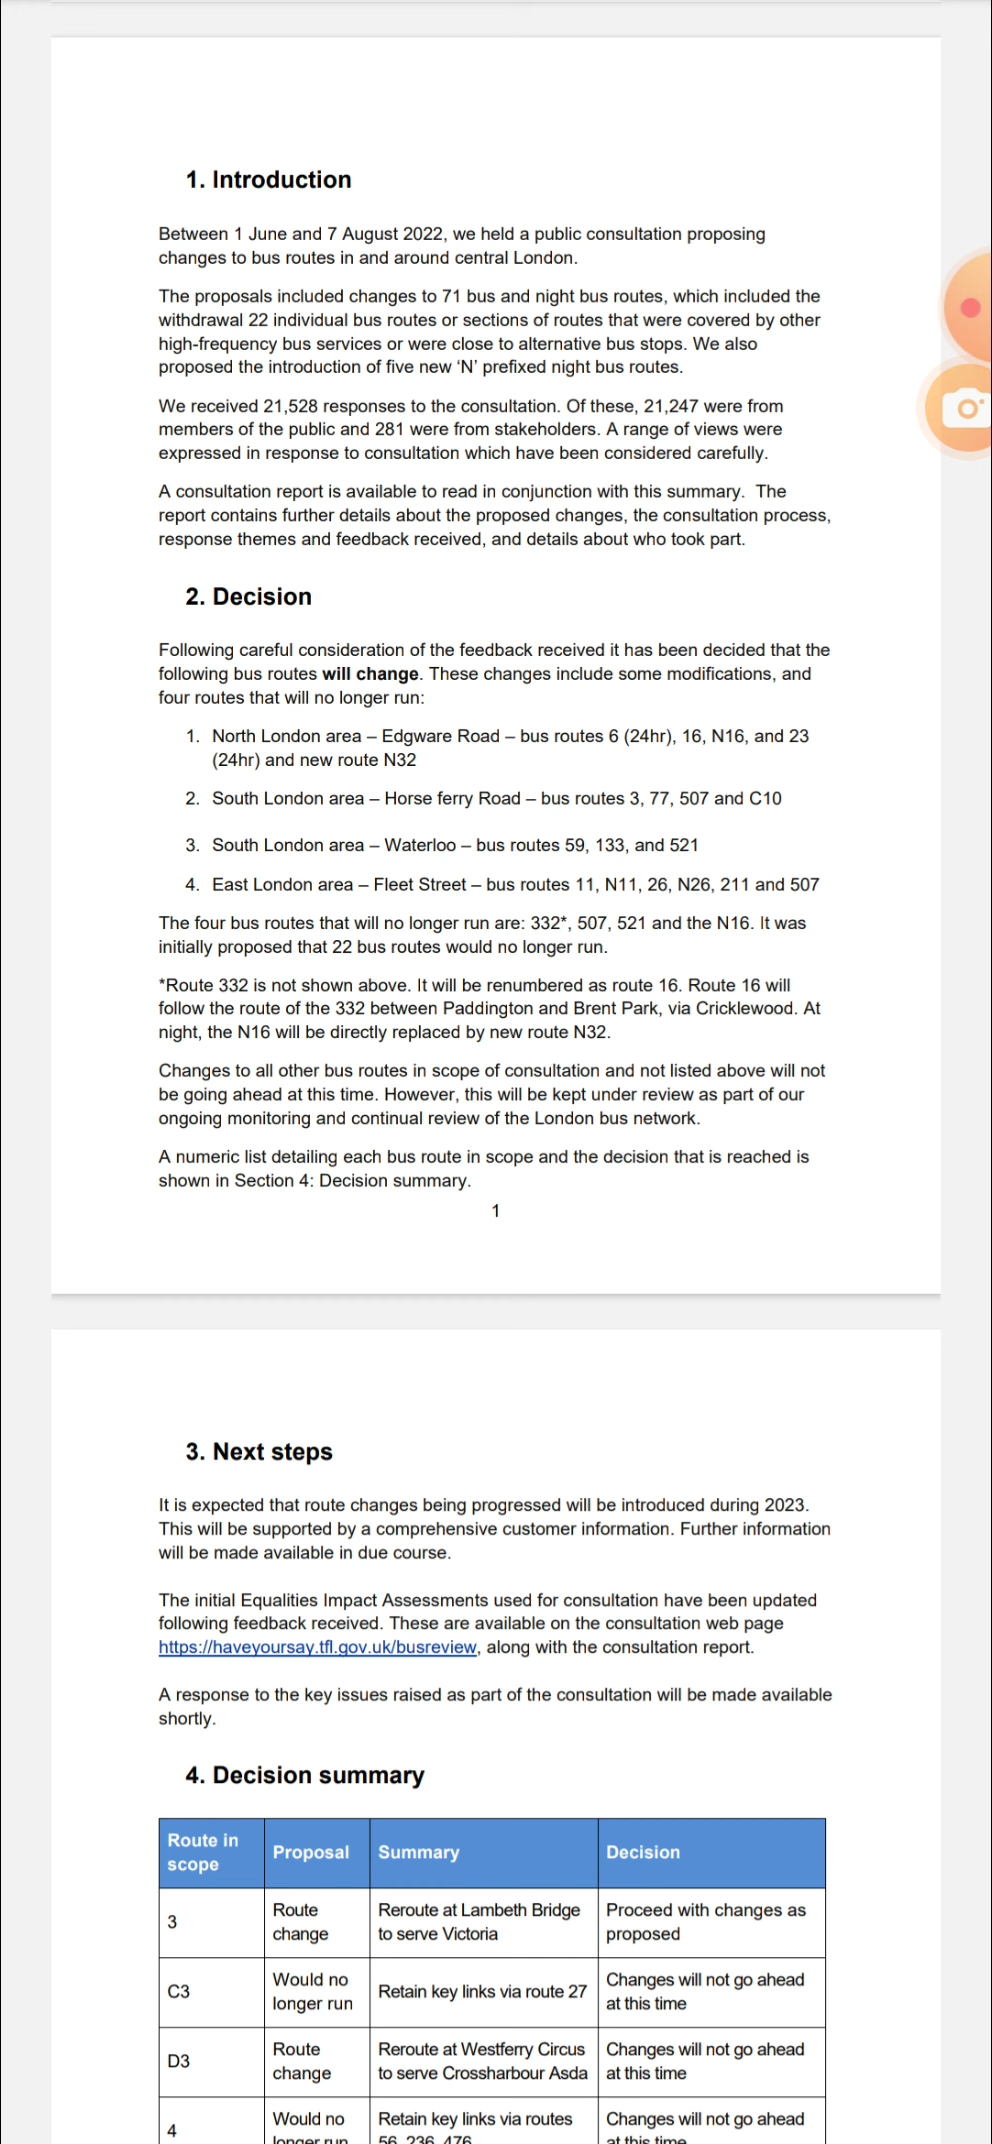 1. Introduction
Between 1 June and 7 August 2022, we held a public consultation proposing
changes to bus routes in and around central London.
The proposals included changes to 71 bus and night bus routes, which included the
withdrawal 22 individual bus routes or sections of routes that were covered by other
high-frequency bus services or were close to alternative bus stops. We also
proposed the introduction of five new ‘N’ prefixed night bus routes.
We received 21,528 responses to the consultation. Of these, 21,247 were from
members of the public and 281 were from stakeholders. A range of views were
expressed in response to consultation which have been considered carefully.
A consultation report is available to read in conjunction with this summary.  The
report contains further details about the proposed changes, the consultation process,
response themes and feedback received, and details about who took part.
2. Decision
Following careful consideration of the feedback received it has been decided that the
following bus routes will change. These changes include some modifications, and
four routes that will no longer run:
1. North London area – Edgware Road – bus routes 6 (24hr), 16, N16, and 23
(24hr) and new route N32
2. South London area – Horse ferry Road – bus routes 3, 77, 507 and C10
3. South London area – Waterloo – bus routes 59, 133, and 521
4. East London area – Fleet Street – bus routes 11, N11, 26, N26, 211 and 507
The four bus routes that will no longer run are: 332*, 507, 521 and the N16. It was
initially proposed that 22 bus routes would no longer run.
*Route 332 is not shown above. It will be renumbered as route 16. Route 16 will
follow the route of the 332 between Paddington and Brent Park, via Cricklewood. At
night, the N16 will be directly replaced by new route N32.
Changes to all other bus routes in scope of consultation and not listed above will not
be going ahead at this time. However, this will be kept under review as part of our
ongoing monitoring and continual review of the London bus network.
A numeric list detailing each bus route in scope and the decision that is reached is
shown in Section 4: Decision summary.
1
3. Next steps
It is expected that route changes being progressed will be introduced during 2023.
This will be supported by a comprehensive customer information. Further information
will be made available in due course.
The initial Equalities Impact Assessments used for consultation have been updated
following feedback received. These are available on the consultation web page
https://haveyoursay.tfl.gov.uk/busreview, along with the consultation report.
A response to the key issues raised as part of the consultation will be made available
shortly.
4. Decision summary
Route in
scope
Proposal
Summary
Decision
3
Route
change
Reroute at Lambeth Bridge
to serve Victoria
Proceed with changes as
proposed
C3
Would no
longer run
Retain key links via route 27
Changes will not go ahead
at this time
D3
Route
change
Reroute at Westferry Circus
to serve Crossharbour Asda
Changes will not go ahead
at this time
4
Would no
longer run
Retain key links via routes
56, 236, 476
Changes will not go ahead
at this time